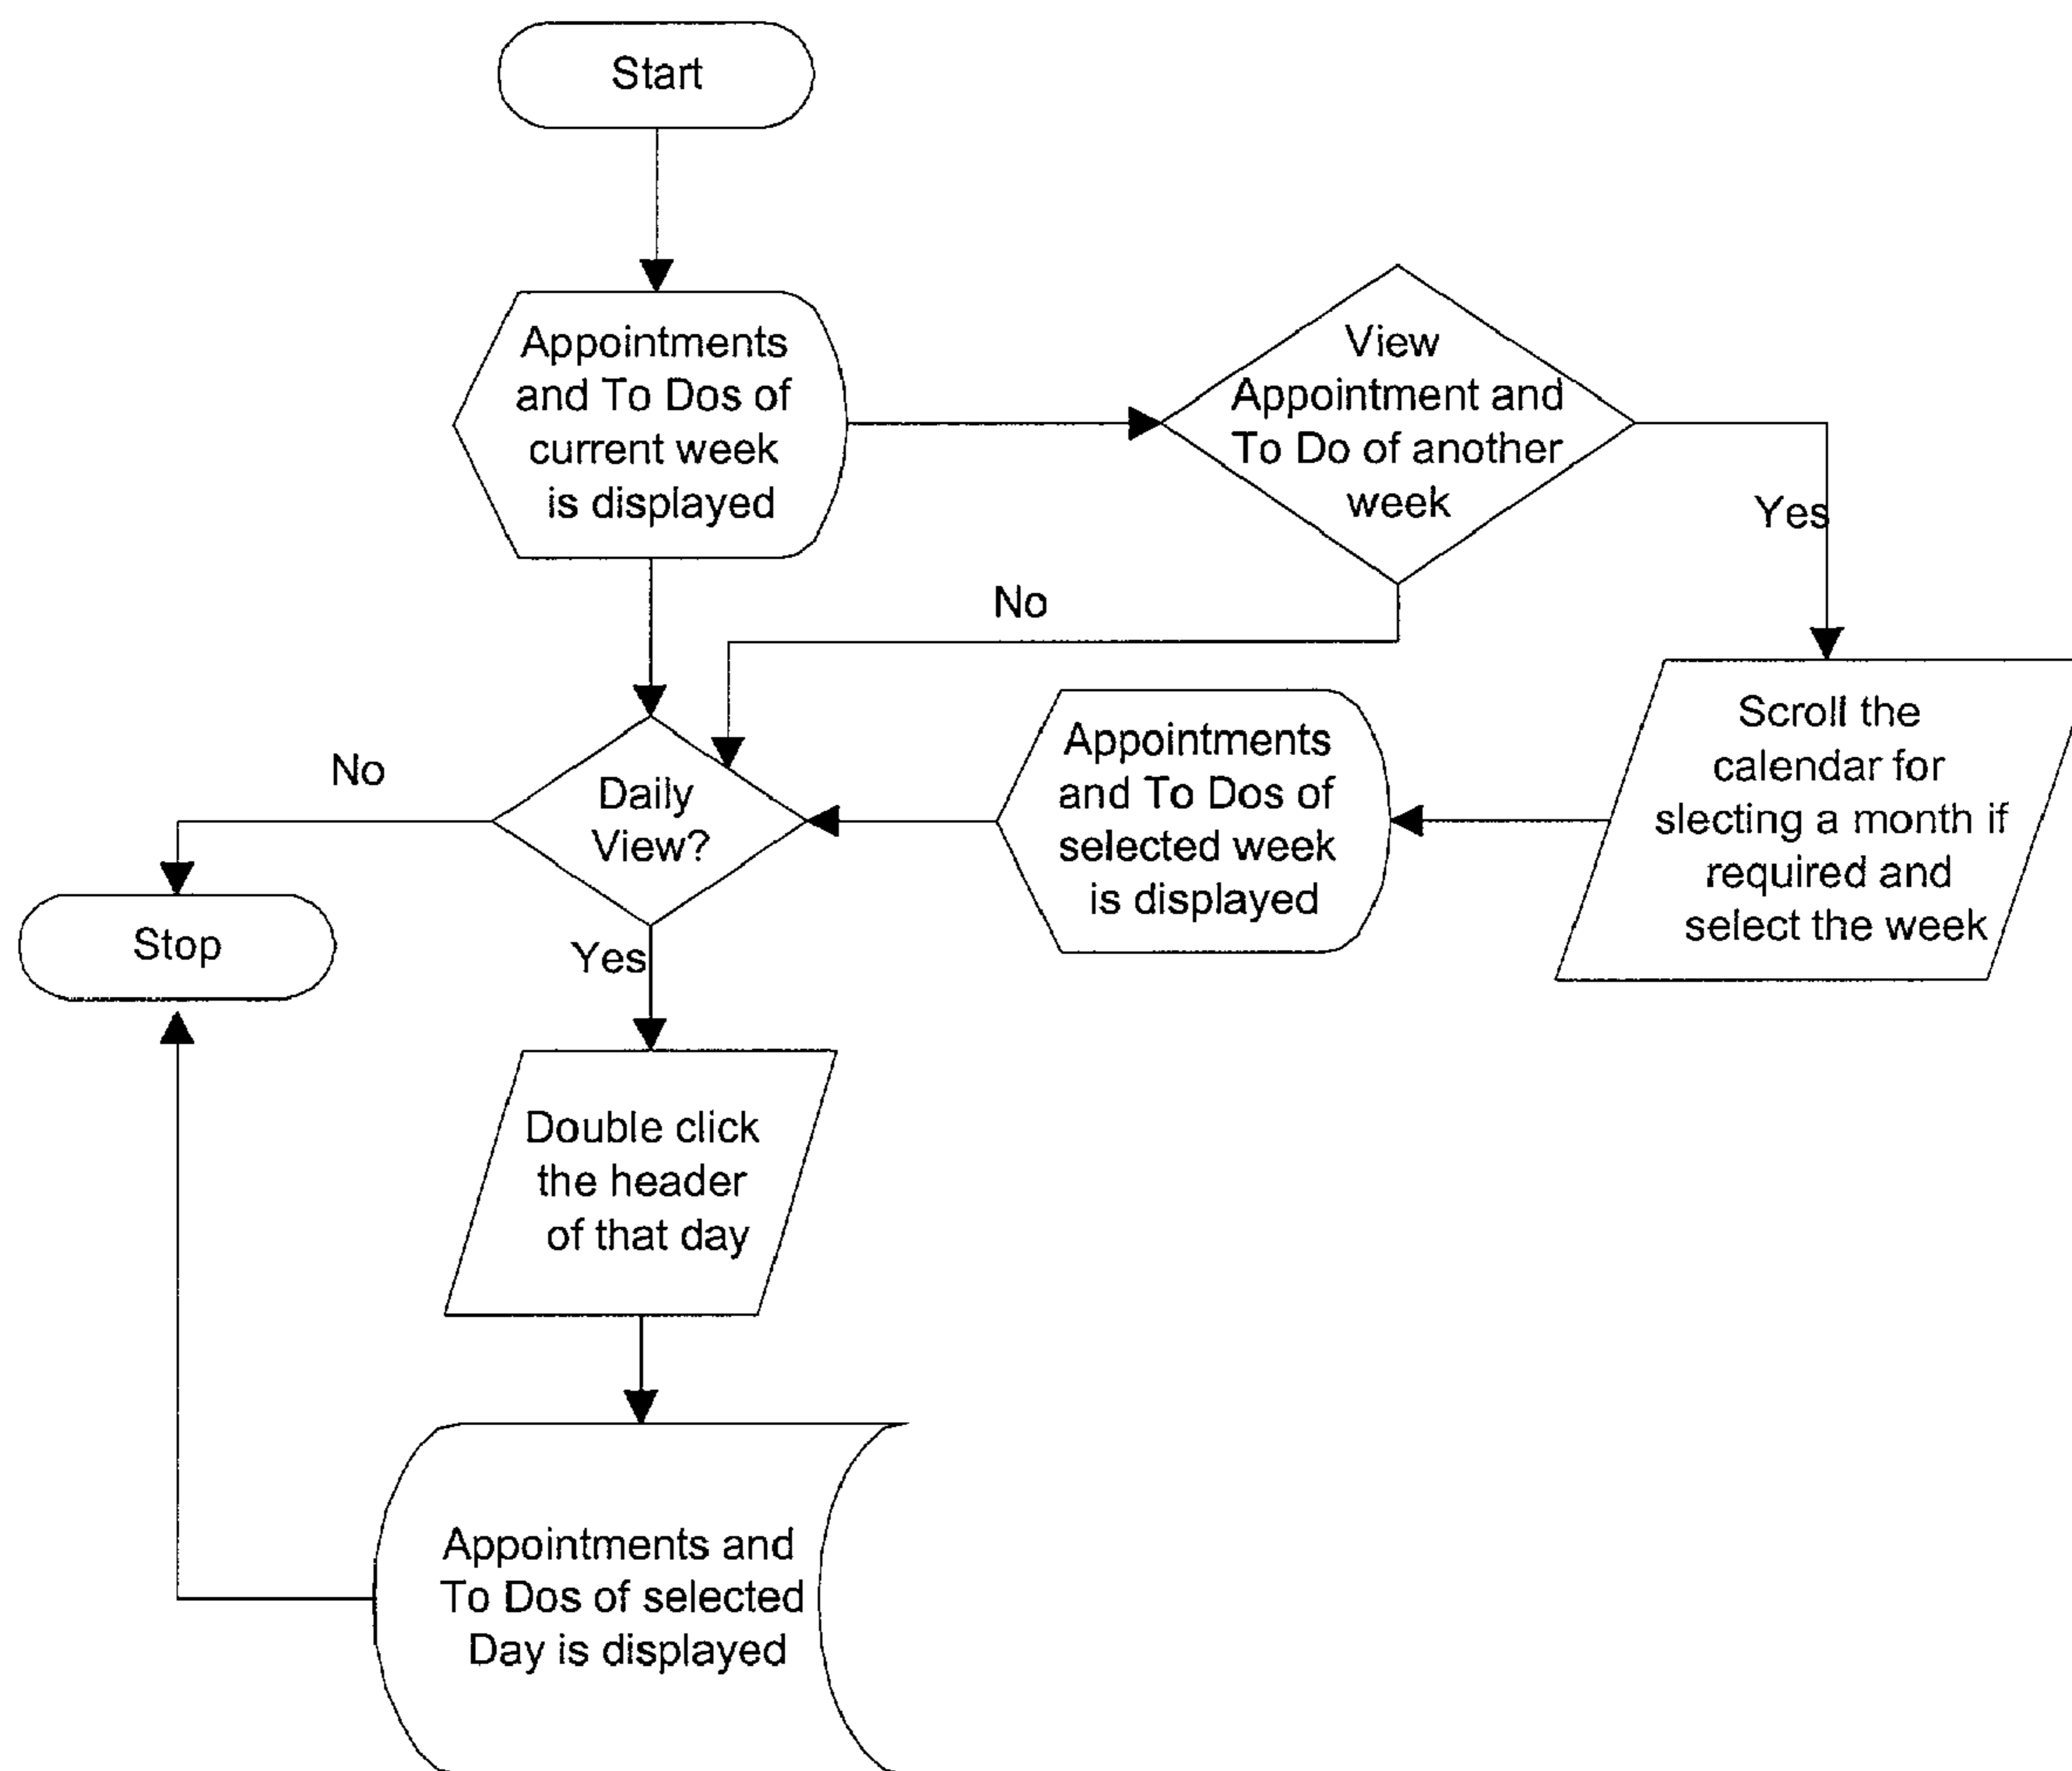 Start
Appointments
and To Dos of
current week
is displayed
View
Appointment and
To Do of another
week
Yes
No
Scroll the
calendar for
slecting a month if
required and
select the week
Appointments
and To Dos of
selected week
is displayed
Daily
View?
No
Stop
Yes
Double click
the header
of that day
Appointments and
To Dos of selected
Day is displayed